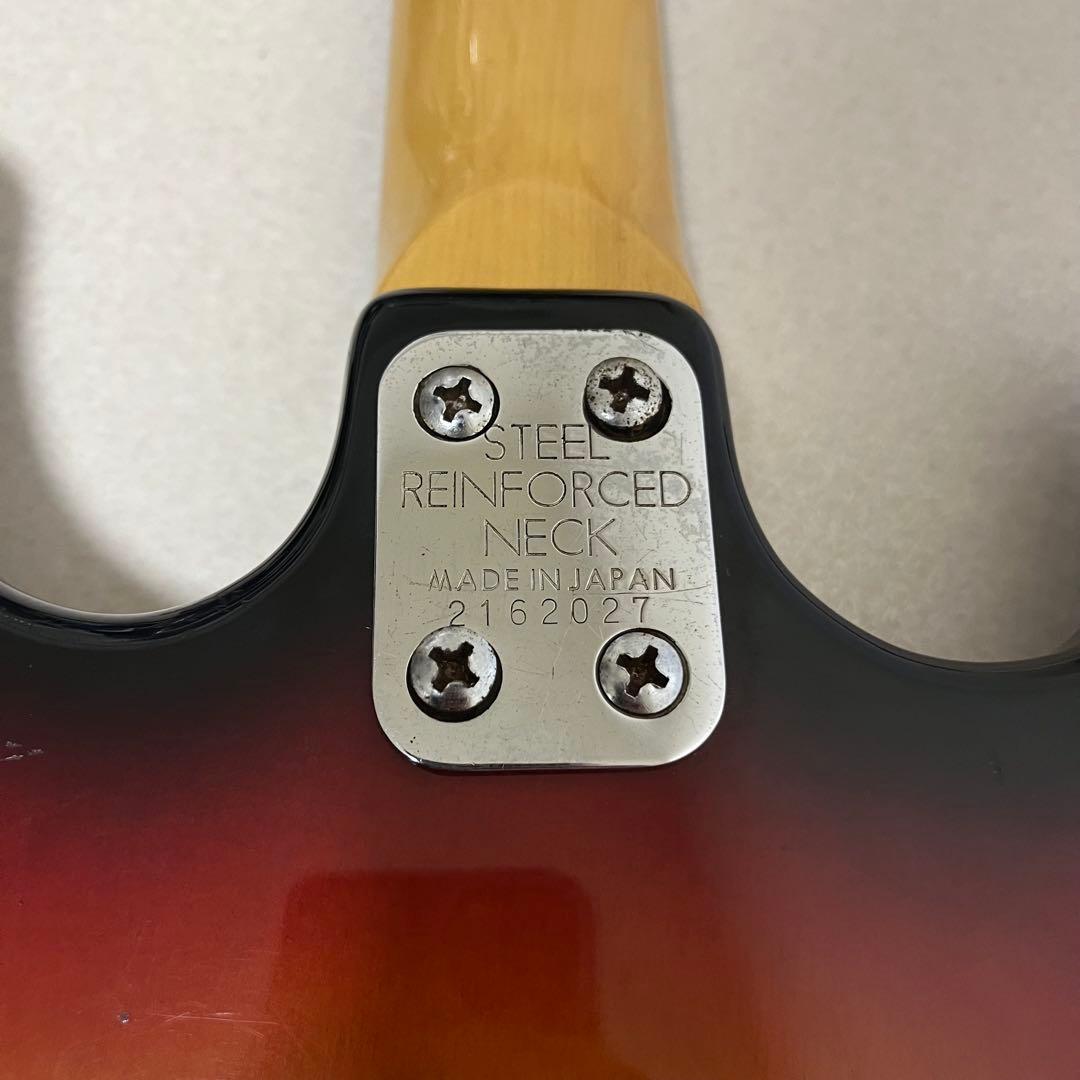 STEEL
REINFORCED
NECK
MADE IN JAPAN
2162027